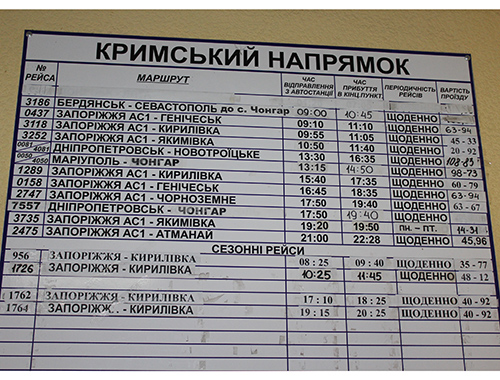 КРИМСЬКИЙ НАПРЯМОК
№ РЕЙСА МАРШРУТ ЧАС ВІДПРАВЛЕННЯ З АВТОСТАНЦІЇ ЧАС ПРИБУТТЯ В КІНЦ.ПУНКТ. ПЕРІОДИЧНІСТЬ РЕЙСІВ ВАРТІСТЬ ПРОЇЗДУ
3186 БЕРДЯНСЬК - СЕВАСТОПОЛЬ до с. Чонгар 09:00 10:45 ЩОДЕННО
0437 ЗАПОРІЖЖЯ АС1 - ГЕНІЧЕСЬК 09:10 11:10 ЩОДЕННО 63-94
3116 ЗАПОРІЖЖЯ АС1 - КИРИЛІВКА 09:55 11:05 ЩОДЕННО 45 - 33
3252 ЗАПОРІЖЖЯ АС1 - ЯКИМІВКА 10:50 11:40 ЩОДЕННО 20 - 92
0081 4081 ДНІПРОПЕТРОВСЬК - НОВОТРОЇЦЬКЕ 13:30 16:35 ЩОДЕННО 108-83
0050 4050 МАРІУПОЛЬ - ЧОНГАР 13:15 14:50 ЩОДЕННО 98-73
1289 ЗАПОРІЖЖЯ АС1 - КИРИЛІВКА 15:40 17:35 ЩОДЕННО 60 - 79
0158 ЗАПОРІЖЖЯ АС1 - ГЕНІЧЕСЬК 16:45 18:35 ЩОДЕННО 63-94
2747 ЗАПОРІЖЖЯ АС1 - ЧОРНОЗЕМНЕ 17:50 19:40 ЩОДЕННО 63 - 67
7557 ДНІПРОПЕТРОВСЬК - ЧОНГАР 17:50 19:40 ЩОДЕННО
3735 ЗАПОРІЖЖЯ АС1 - ЯКИМІВКА 19:20 19:50 ПН. – ПТ. 14-31
2475 ЗАПОРІЖЖЯ АС1 - АТМАНАЙ 21:00 22:28 ЩОДЕННО 45,96
СЕЗОННІ РЕЙСИ
956 ЗАПОРІЖЖЯ - КИРИЛІВКА 08 : 25 09 : 40 ЩОДЕННО 35 - 77
1726 ЗАПОРІЖЖЯ - КИРИЛІВКА 10:25 11:45 ЩОДЕННО 48 - 12
1762 ЗАПОРІЖЖЯ - КИРИЛІВКА 17 : 10 18 : 25 ЩОДЕННО 40 - 92
1764 ЗАПОРІЖ - КИРИЛІВКА 19 : 15 20 : 25 ЩОДЕННО 40 - 92